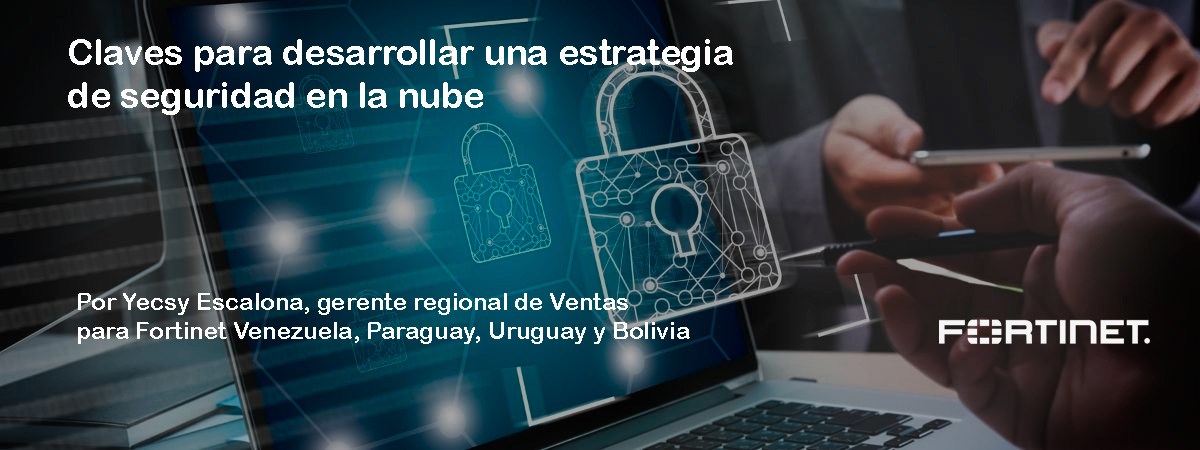 Claves para desarrollar una estrategia
de seguridad en la nube
Por Yecsy Escalona, gerente regional de Ventas
para Fortinet Venezuela, Paraguay, Uruguay y Bolivia
FORTINET.